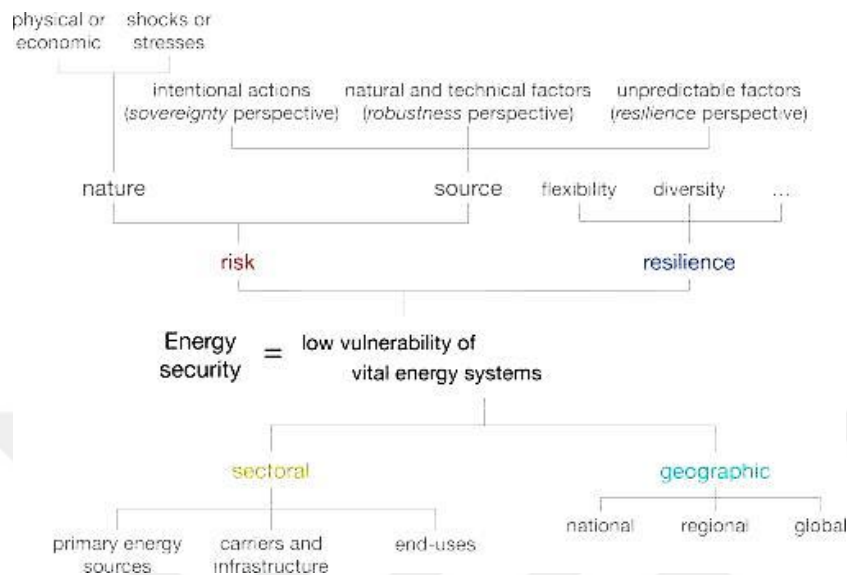 physical or
economic
shocks or
stresses
intentional actions
(sovereignty perspective)
natural and technical factors
(robustness perspective)
unpredictable factors
(resilience perspective)
nature
source
flexibility
diversity
...
risk
resilience
Energy
security
=
low vulnerability of
vital energy systems
sectoral
geographic
primary energy
sources
carriers and
infrastructure
end-uses
national
regional
global